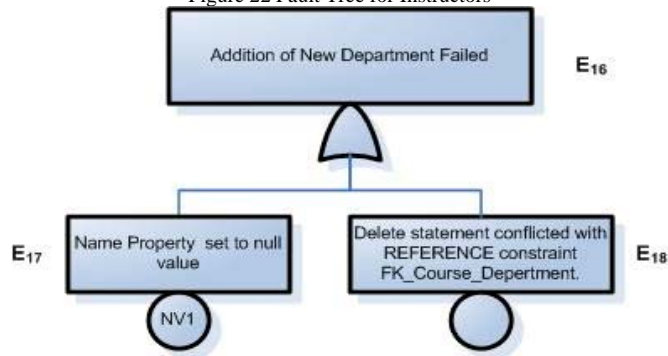 Figure 22 Fault Tree for Instructors
Addition of New Department Failed
E16
E17
Name Property set to null
value
NV1
Delete statement conflicted with
REFERENCE constraint
FK_Course_Depertment.
E18